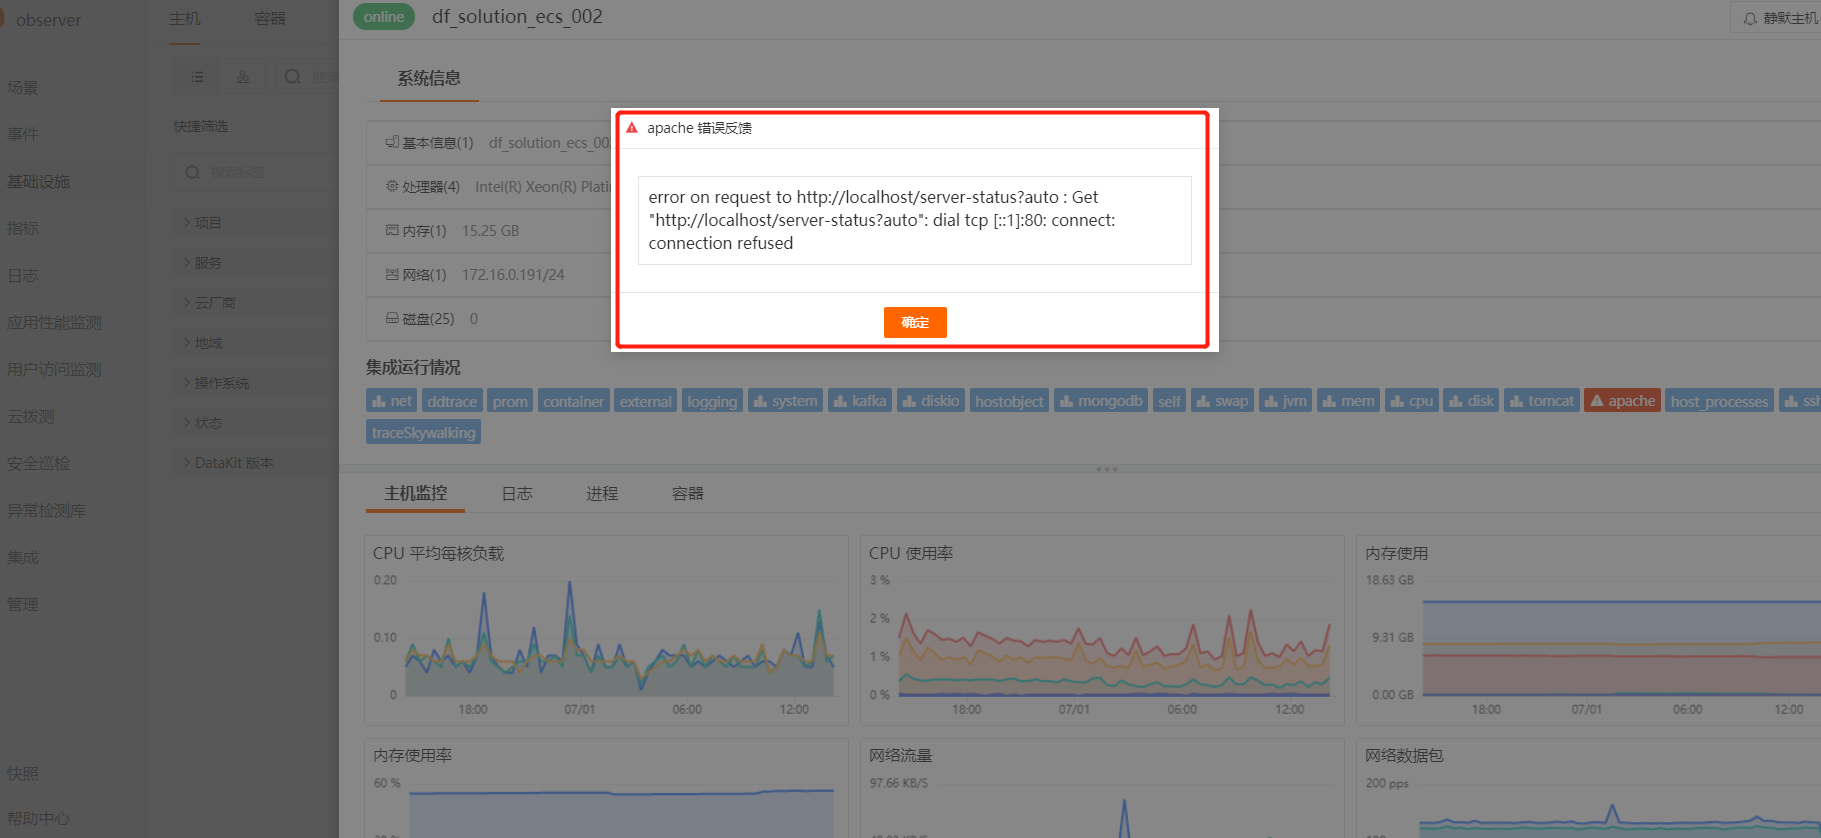 observer
主机
容器
online
df_solution_ecs_002
静默主机
搜索
场景
事件
基础设施
指标
日志
应用性能监测
用户访问监测
云拨测
安全巡检
异常检测库
集成
管理
快照
帮助中心
快捷筛选
搜索标签
项目
服务
云厂商
地域
操作系统
状态
DataKit 版本
系统信息
基本信息(1) df_solution_ecs_00
处理器(4) Intel(R) Xeon(R) Plati
内存(1) 15.25 GB
网络(1) 172.16.0.191/24
磁盘(25) 0
apache 错误反馈
error on request to http://localhost/server-status?auto : Get
"http://localhost/server-status?auto": dial tcp [::1]:80: connect:
connection refused
确定
集成运行情况
net ddtrace prom container external logging system kafka diskio hostobject mongodb self swap jvm mem cpu disk tomcat apache host_processes ssh
traceSkywalking
主机监控 日志 进程 容器
CPU 平均每核负载
0.20
0.10
0
18:00 07/01 06:00 12:00
CPU 使用率
3 %
2 %
1 %
0 %
18:00 07/01 06:00 12:00
内存使用
18.63 GB
9.31 GB
0.00 GB
18:00 07/01 06:00 12:00
内存使用率
60 %
网络流量
97.66 KB/S
网络数据包
200 pps